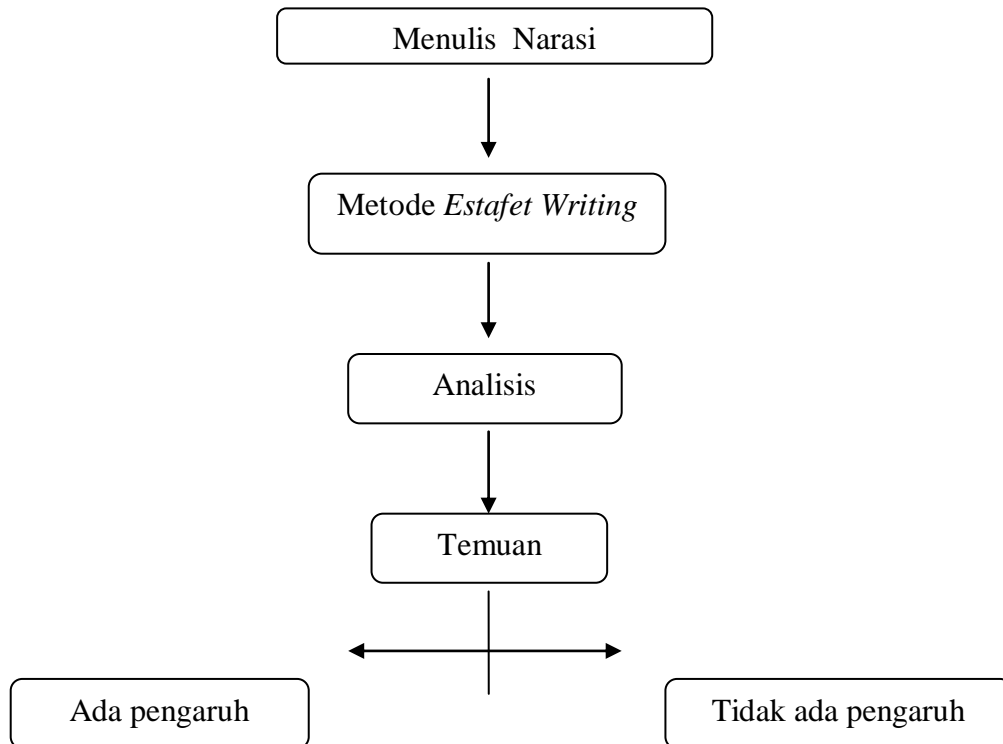 Menulis Narasi
Metode Estafet Writing
Analisis
Temuan
Ada pengaruh
Tidak ada pengaruh